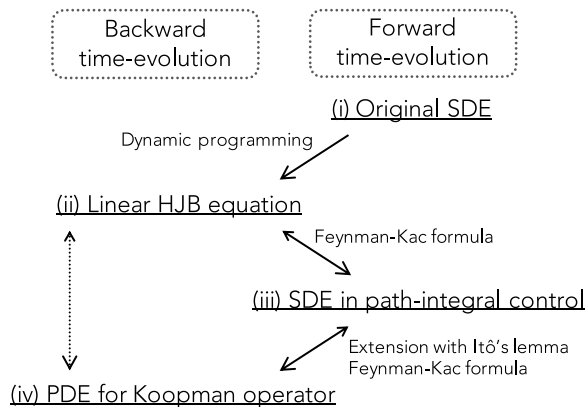 Backward
time-evolution
Forward
time-evolution
(i) Original SDE
Dynamic programming
(ii) Linear HJB equation
Feynman-Kac formula
(iii) SDE in path-integral control
Extension with Itô's lemma
Feynman-Kac formula
(iv) PDE for Koopman operator